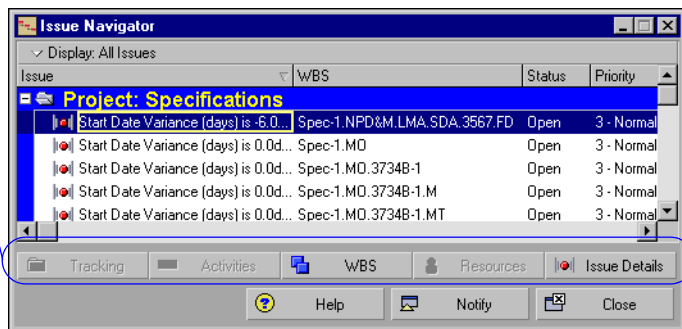 Issue Navigator
Display: All Issues
Issue WBS Status Priority
Project: Specifications
Start Date Variance (days) is -6.0... Spec-1.NPD&M.LMA.SDA.3567.FD Open 3 - Normal
Start Date Variance (days) is 0.0d... Spec-1.MO Open 3 - Normal
Start Date Variance (days) is 0.0d... Spec-1.MO.3734B-1 Open 3 - Normal
Start Date Variance (days) is 0.0d... Spec-1.MO.3734B-1.M Open 3 - Normal
Start Date Variance (days) is 0.0d... Spec-1.MO.3734B-1.MT Open 3 - Normal
Tracking Activities WBS Resources Issue Details
Help Notify Close